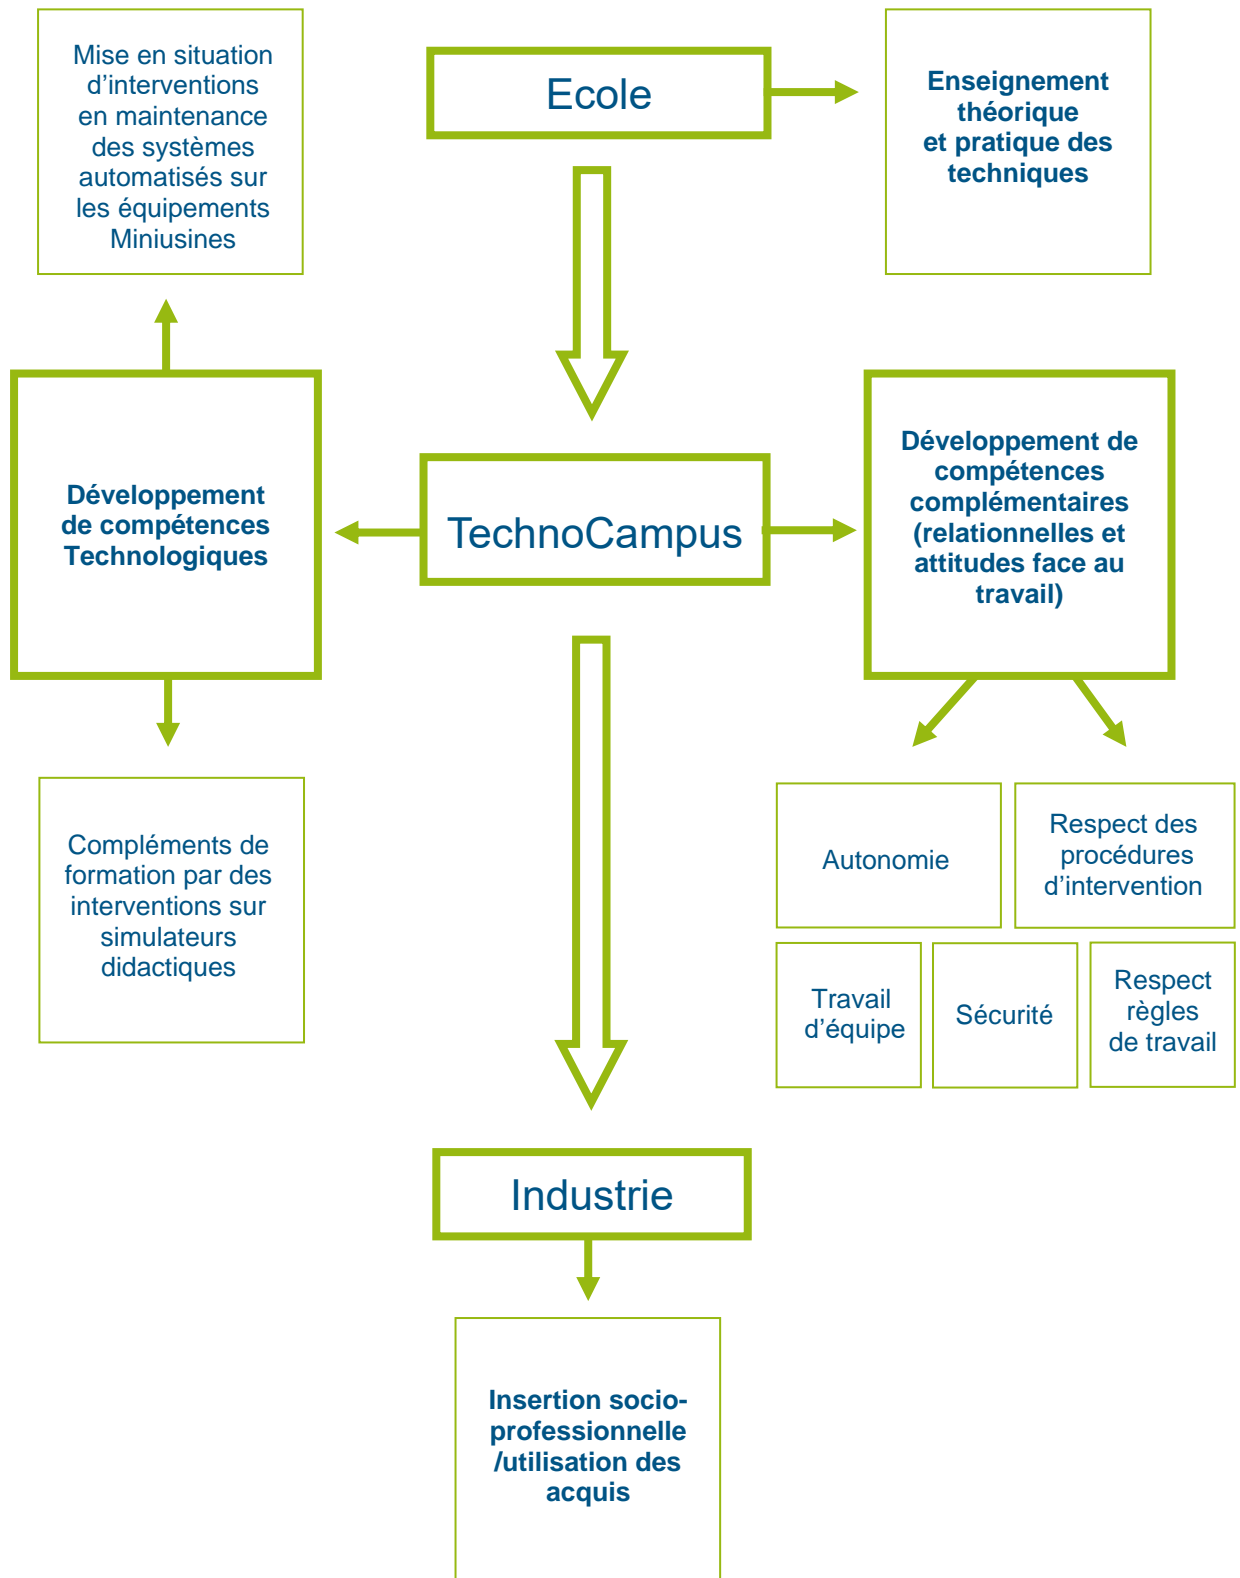 Mise en situation
d’interventions
en maintenance
des systèmes
automatisés sur
les équipements
Miniusines
Ecole
Enseignement
théorique
et pratique des
techniques
Développement
de compétences
Technologiques
TechnoCampus
Développement de
compétences
complémentaires
(relationnelles et
attitudes face au
travail)
Compléments de
formation par des
interventions sur
simulateurs
didactiques
Autonomie
Respect des
procédures
d’intervention
Travail
d’équipe
Sécurité
Respect
règles
de travail
Industrie
Insertion socio-
professionnelle
/utilisation des
acquis